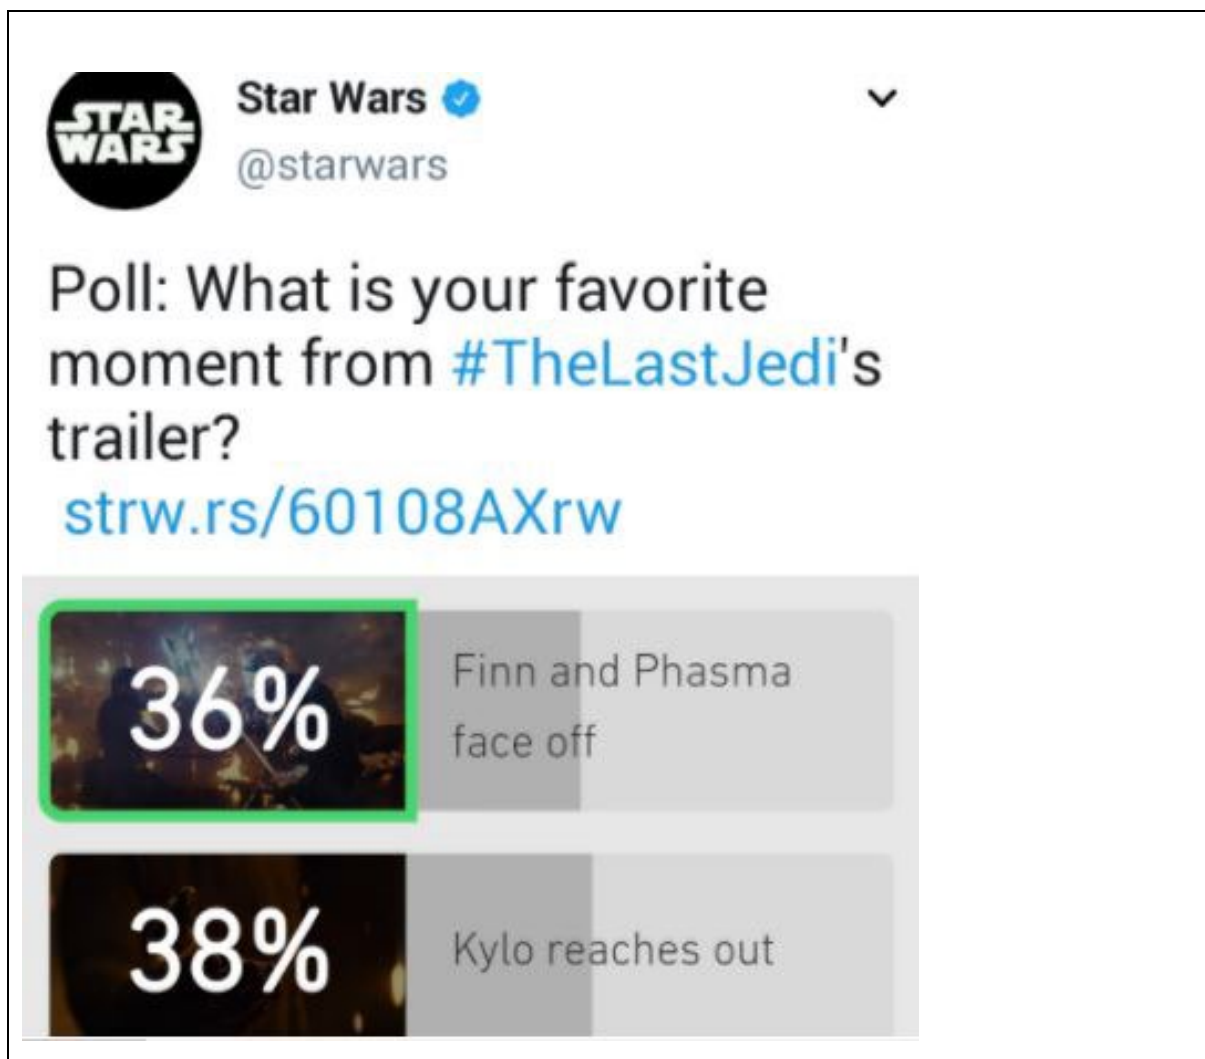 STAR
WARS
Star Wars
@starwars
Poll: What is your favorite
moment from #TheLastJedi's
trailer?
strw.rs/60108AXrw
36%
Finn and Phasma
face off
38%
Kylo reaches out